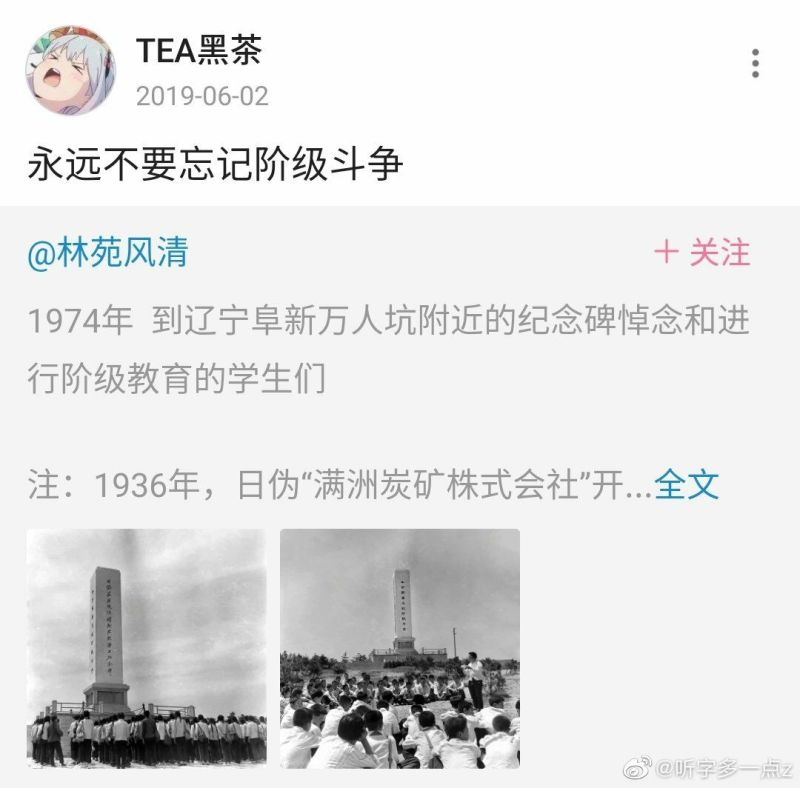 TEA黑茶
2019-06-02
永远不要忘记阶级斗争
@林苑风清
+ 关注
1974年 到辽宁阜新万人坑附近的纪念碑悼念和进
行阶级教育的学生们
注：1936年，日伪“满洲炭矿株式会社”开...全文
@听字多一点z